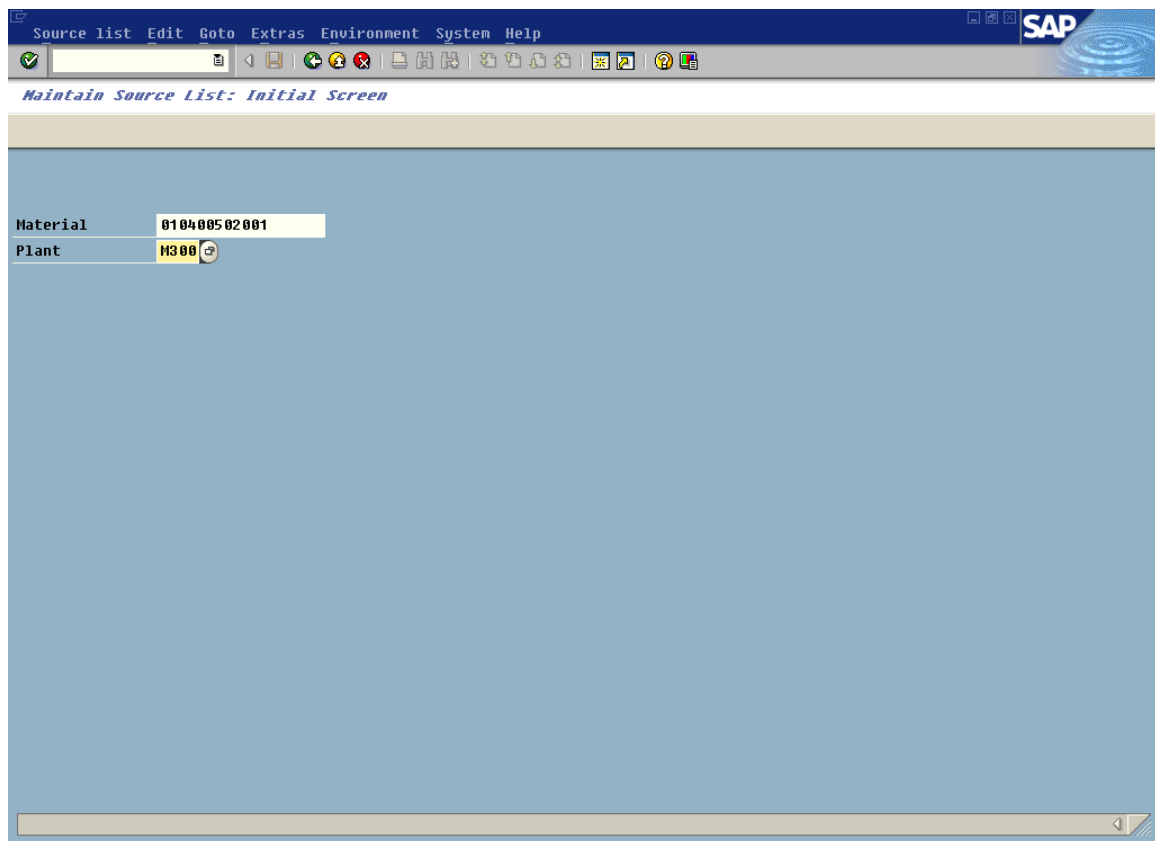 Source list Edit Goto Extras Environment System Help
SAP
Maintain Source List: Initial Screen
Material 010400502001
Plant M300